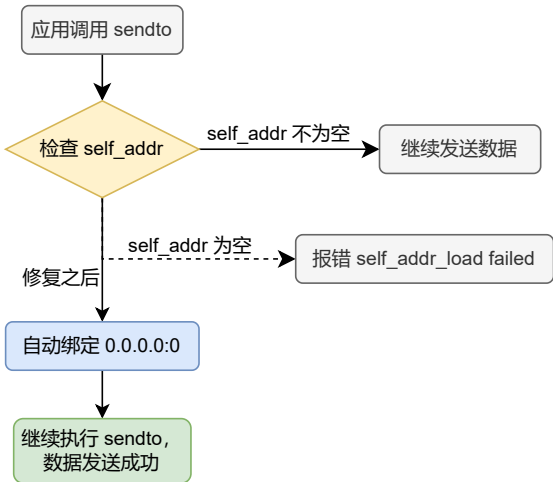 应用调用 sendto
检查 self_addr
self_addr 不为空
继续发送数据
self_addr 为空
报错 self_addr_load failed
修复之后
自动绑定 0.0.0.0:0
继续执行 sendto，
数据发送成功